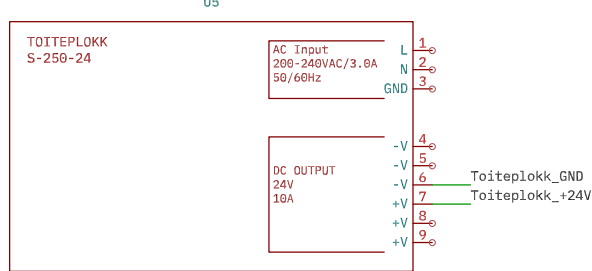 U5
TOITEPLOKK
S-250-24
AC Input
200-240VAC/3.0A
50/60Hz
L 1
N 2
GND 3
DC OUTPUT
24V
10A
-V 4
-V 5
-V 6 Toiteplokk_GND
+V 7 Toiteplokk_+24V
+V 8
+V 9